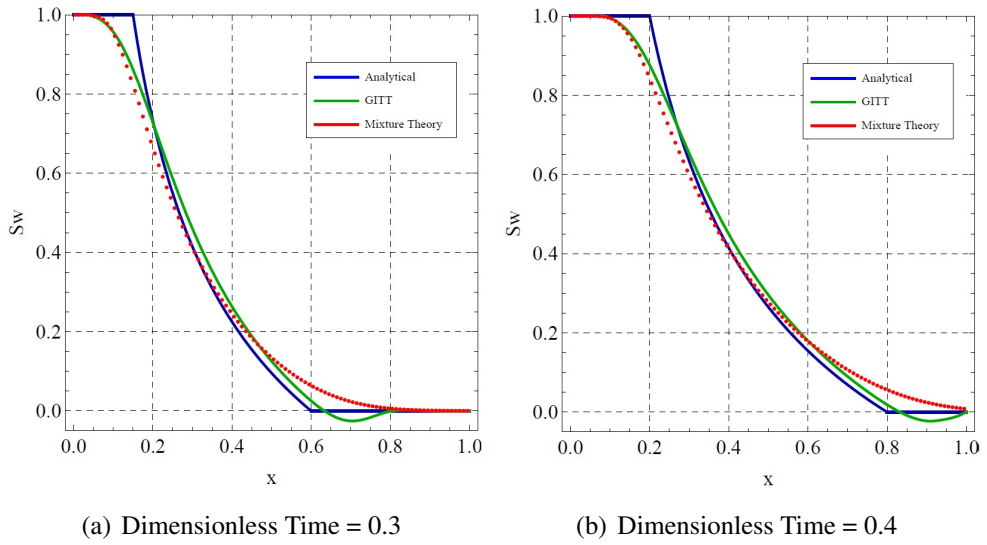 1.0
0.8
0.6
0.4
0.2
0.0
Sw
0.0 0.2 0.4 0.6 0.8 1.0
x
Analytical
GITT
Mixture Theory
(a) Dimensionless Time = 0.3
1.0
0.8
0.6
0.4
0.2
0.0
Sw
0.0 0.2 0.4 0.6 0.8 1.0
x
Analytical
GITT
Mixture Theory
(b) Dimensionless Time = 0.4